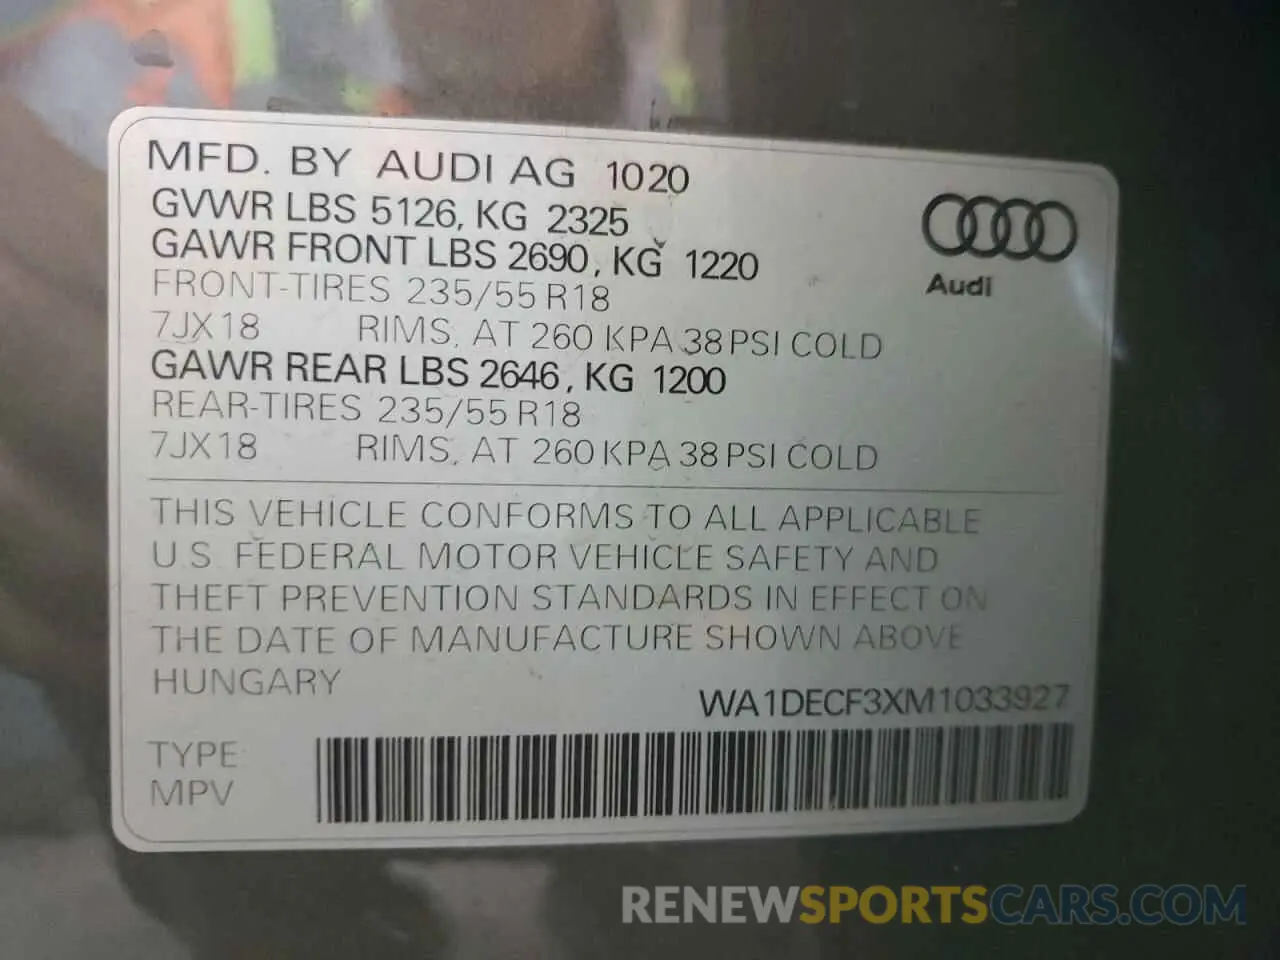 MFD. BY AUDI AG 1020
GVWR LBS 5126, KG 2325
GAWR FRONT LBS 2690, KG 1220
FRONT-TIRES 235/55 R18
7JX18 RIMS, AT 260 KPA 38 PSI COLD
GAWR REAR LBS 2646, KG 1200
REAR-TIRES 235/55 R18
7JX18 RIMS, AT 260 KPA 38 PSI COLD
Audi
THIS VEHICLE CONFORMS TO ALL APPLICABLE
U.S. FEDERAL MOTOR VEHICLE SAFETY AND
THEFT PREVENTION STANDARDS IN EFFECT ON
THE DATE OF MANUFACTURE SHOWN ABOVE
HUNGARY
WA1DECF3XM1033927
TYPE
MPV
RENEWSPORTSCARS.COM